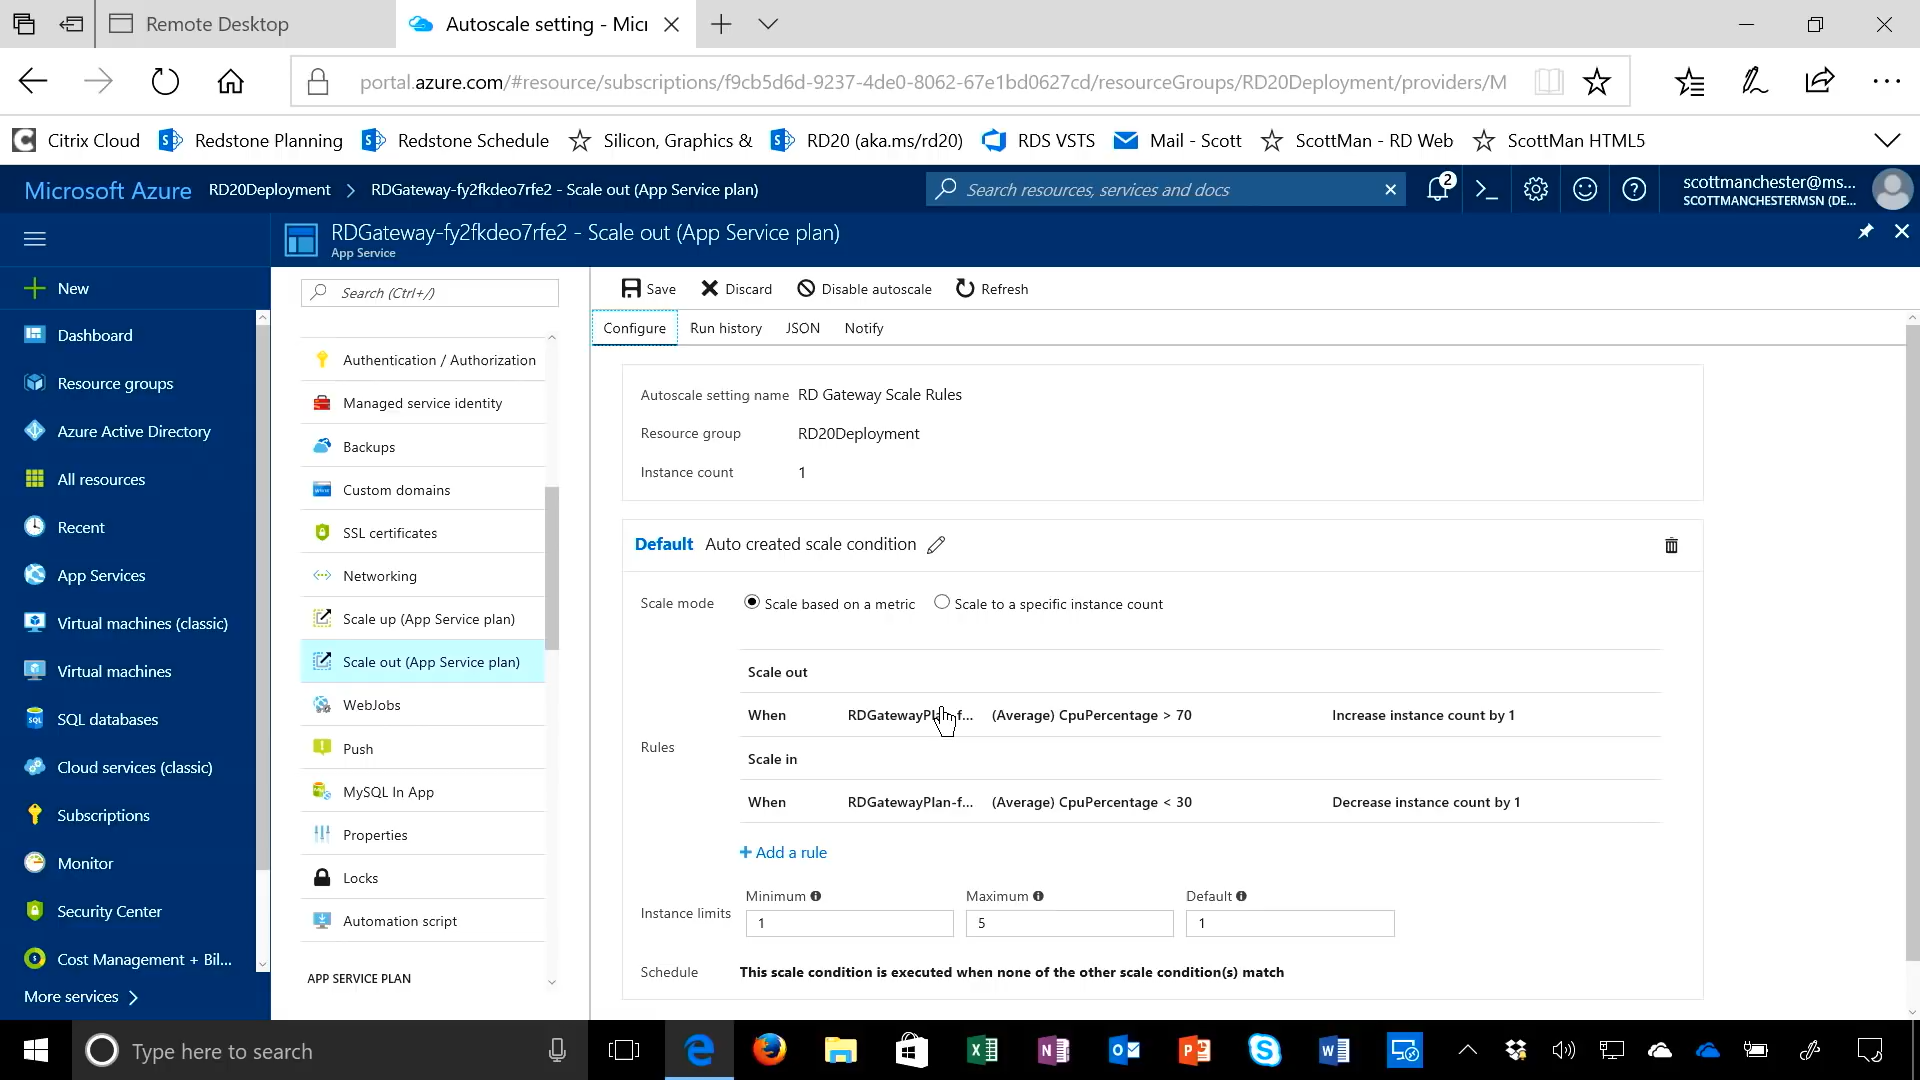 Remote Desktop
Autoscale setting - Micr
portal.azure.com/#resource/subscriptions/f9cb5d6d-9237-4de0-8062-67e1bd0627cd/resourceGroups/RD20Deployment/providers/M
Citrix Cloud
Redstone Planning
Redstone Schedule
Silicon, Graphics &
RD20 (aka.ms/rd20)
RDS VSTS
Mail - Scott
ScottMan - RD Web
ScottMan HTML5
Microsoft Azure RD20Deployment > RDGateway-fy2fkdeo7rfe2 - Scale out (App Service plan)
Search resources, services and docs
2
scottmanchester@ms...
SCOTTMANCHESTERMSN (DE...
RDGateway-fy2fkdeo7rfe2 - Scale out (App Service plan)
App Service
New
Dashboard
Resource groups
Azure Active Directory
All resources
Recent
App Services
Virtual machines (classic)
Virtual machines
SQL databases
Cloud services (classic)
Subscriptions
Monitor
Security Center
Cost Management + Bil...
More services >
Search (Ctrl+/)
Authentication / Authorization
Managed service identity
Backups
Custom domains
SSL certificates
Networking
Scale up (App Service plan)
Scale out (App Service plan)
WebJobs
Push
MySQL In App
Properties
Locks
Automation script
APP SERVICE PLAN
Save
Discard
Disable autoscale
Refresh
Configure
Run history
JSON
Notify
Autoscale setting name RD Gateway Scale Rules
Resource group RD20Deployment
Instance count 1
Default Auto created scale condition
Scale mode Scale based on a metric Scale to a specific instance count
Rules
Scale out
When RDGatewayPlan-f... (Average) CpuPercentage > 70 Increase instance count by 1
Scale in
When RDGatewayPlan-f... (Average) CpuPercentage < 30 Decrease instance count by 1
+ Add a rule
Instance limits
Minimum
1
Maximum
5
Default
1
Schedule This scale condition is executed when none of the other scale condition(s) match
Type here to search